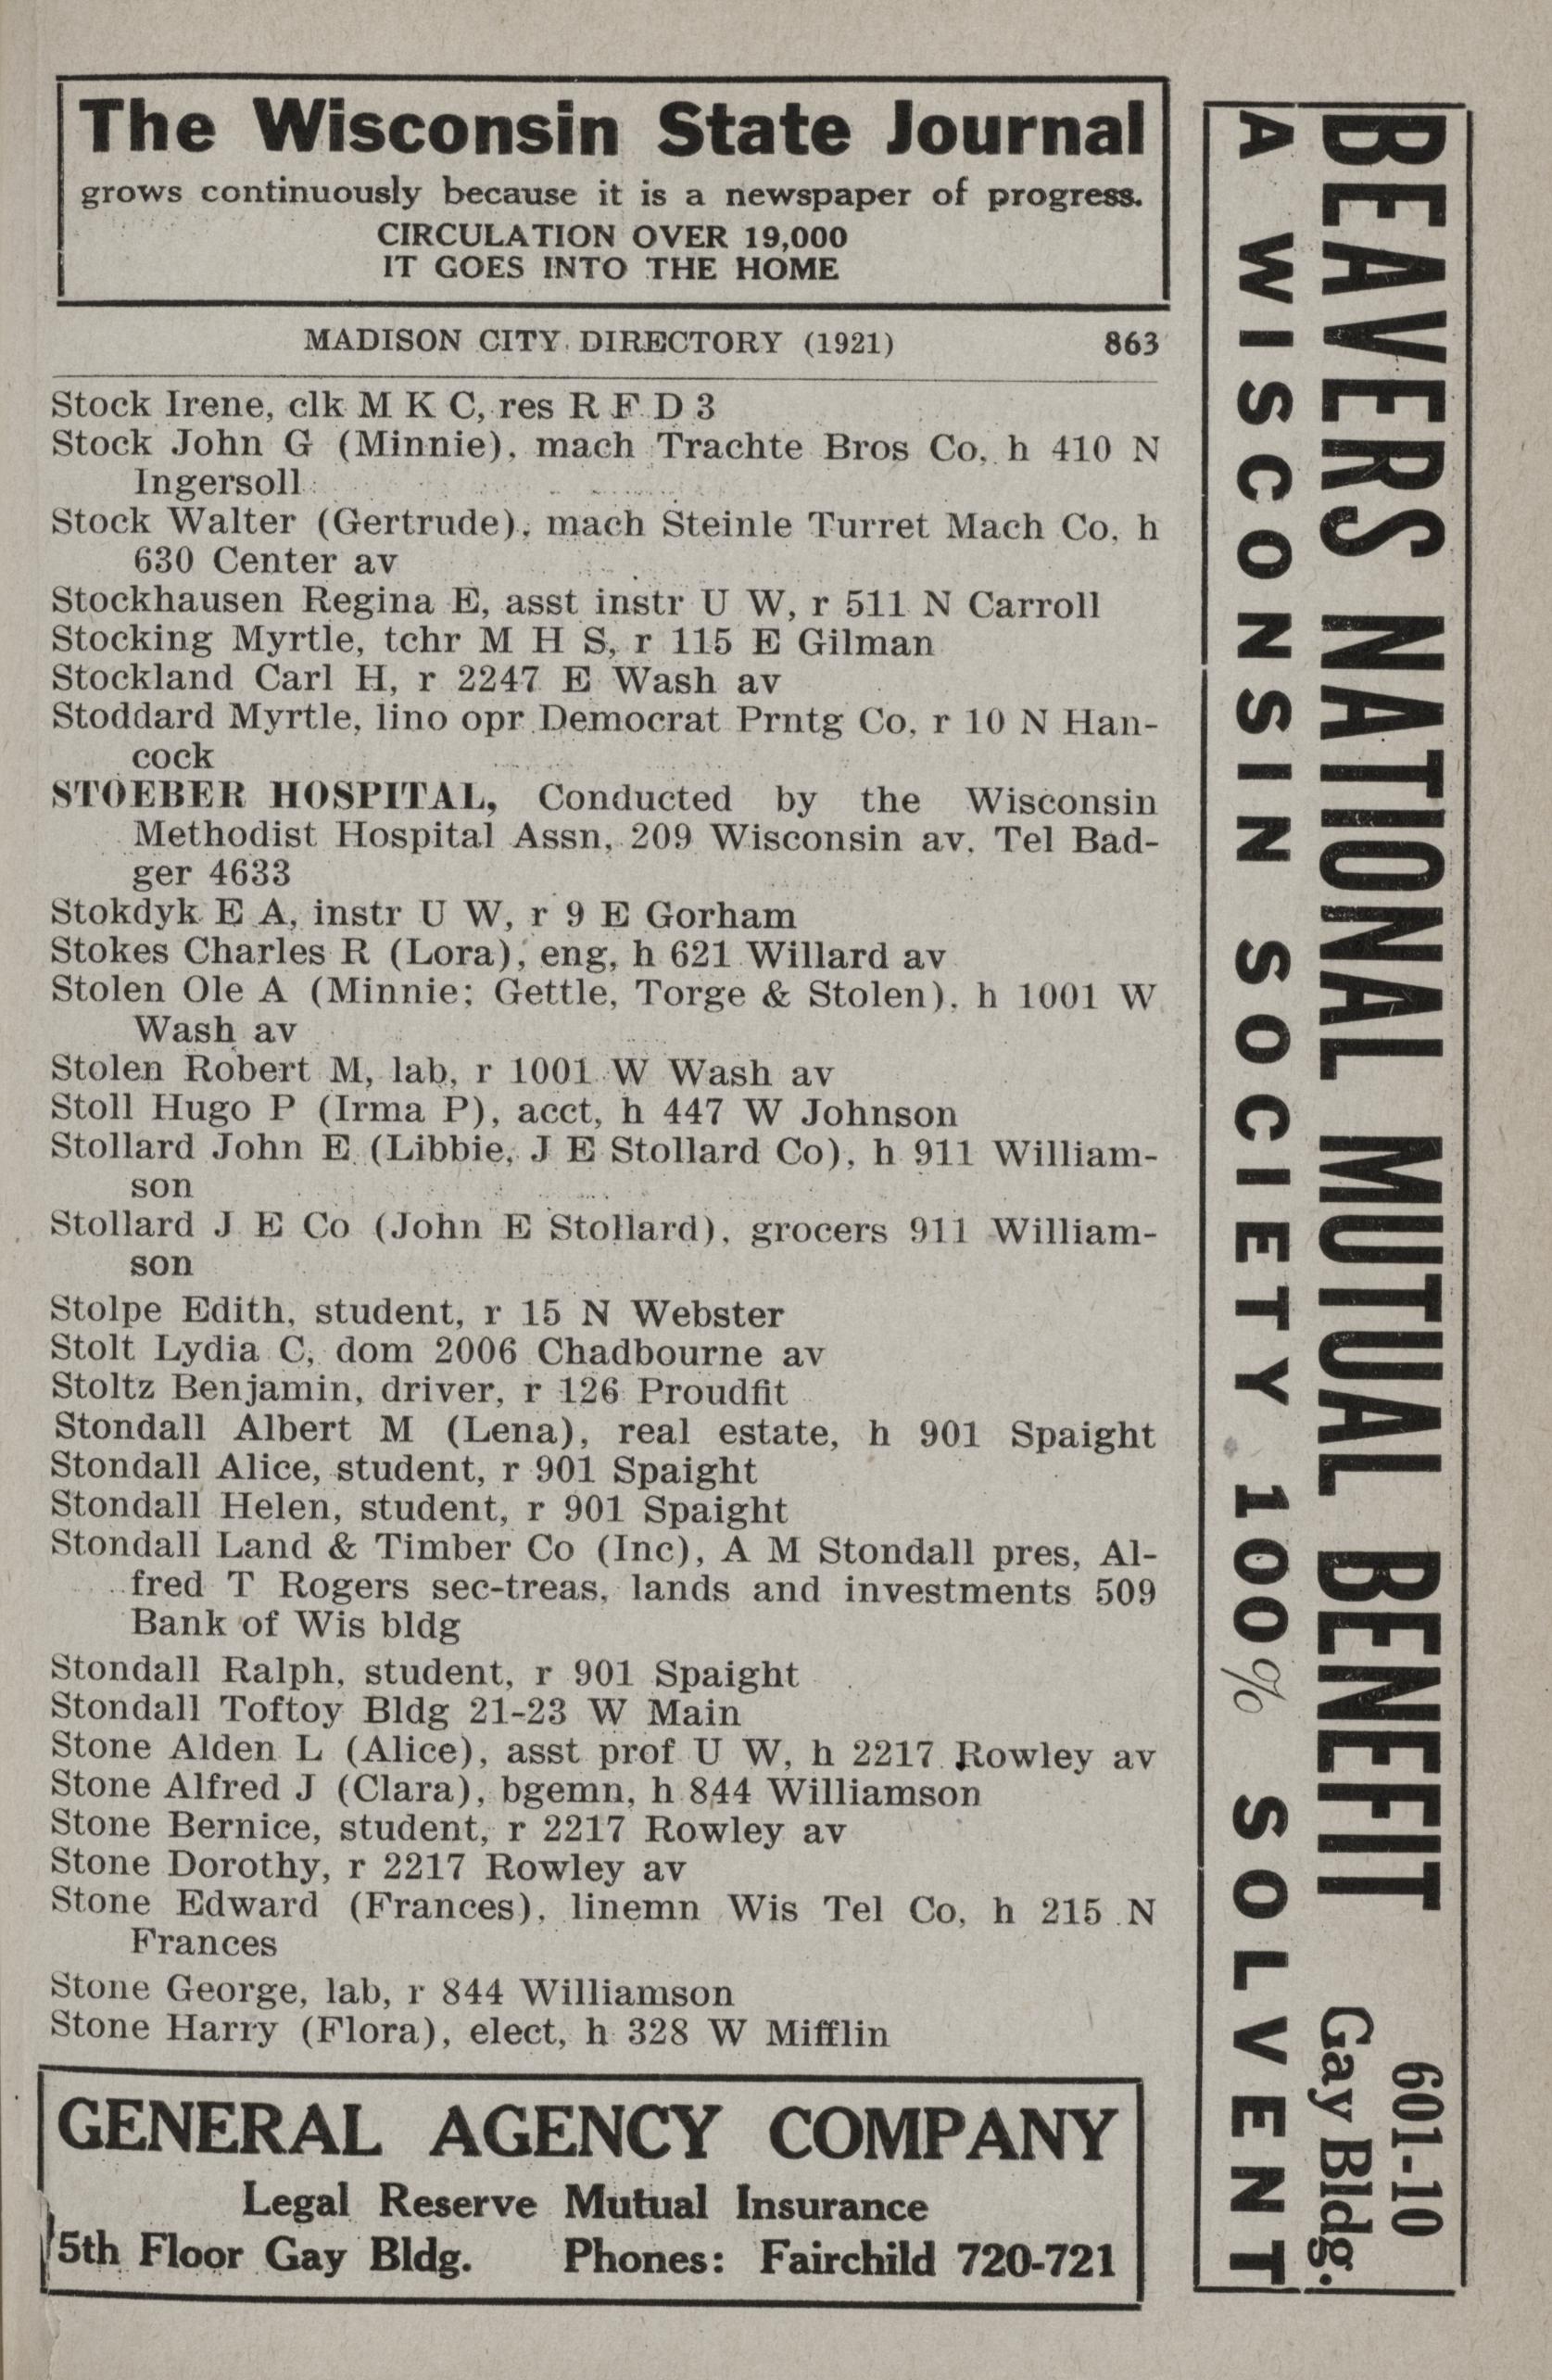 The Wisconsin State Journal
grows continuously because it is a newspaper of progress.
CIRCULATION OVER 19,000
IT GOES INTO THE HOME
MADISON CITY DIRECTORY (1921) 863
Stock Irene, clk M K C, res R F D 3
Stock John G (Minnie), mach Trachte Bros Co, h 410 N
Ingersoll
Stock Walter (Gertrude), mach Steinle Turret Mach Co, h
630 Center av
Stockhausen Regina E, asst instr U W, r 511 N Carroll
Stocking Myrtle, tchr M H S, r 115 E Gilman
Stockland Carl H, r 2247 E Wash av
Stoddard Myrtle, lino opr Democrat Prntg Co, r 10 N Han-
cock
STOEBER HOSPITAL, Conducted by the Wisconsin
Methodist Hospital Assn, 209 Wisconsin av, Tel Bad-
ger 4633
Stokdyk E A, instr U W, r 9 E Gorham
Stokes Charles R (Lora), eng, h 621 Willard av
Stolen Ole A (Minnie; Gettle, Torge & Stolen), h 1001 W
Wash av
Stolen Robert M, lab, r 1001 W Wash av
Stoll Hugo P (Irma P), acct, h 447 W Johnson
Stollard John E (Libbie, J E Stollard Co), h 911 William-
son
Stollard J E Co (John E Stollard), grocers 911 William-
son
Stolpe Edith, student, r 15 N Webster
Stolt Lydia C, dom 2006 Chadbourne av
Stoltz Benjamin, driver, r 126 Proudfit
Stondall Albert M (Lena), real estate, h 901 Spaight
Stondall Alice, student, r 901 Spaight
Stondall Helen, student, r 901 Spaight
Stondall Land & Timber Co (Inc), A M Stondall pres, Al-
fred T Rogers sec-treas, lands and investments 509
Bank of Wis bldg
Stondall Ralph, student, r 901 Spaight
Stondall Toftoy Bldg 21-23 W Main
Stone Alden L (Alice), asst prof U W, h 2217 Rowley av
Stone Alfred J (Clara), bgemn, h 844 Williamson
Stone Bernice, student, r 2217 Rowley av
Stone Dorothy, r 2217 Rowley av
Stone Edward (Frances), linemn Wis Tel Co, h 215 N
Frances
Stone George, lab, r 844 Williamson
Stone Harry (Flora), elect, h 328 W Mifflin
GENERAL AGENCY COMPANY
Legal Reserve Mutual Insurance
5th Floor Gay Bldg. Phones: Fairchild 720-721
BEAVERS NATIONAL MUTUAL BENEFIT
601-10
Gay Bldg.
A WISCONSIN SOCIETY 100% SOLVENT